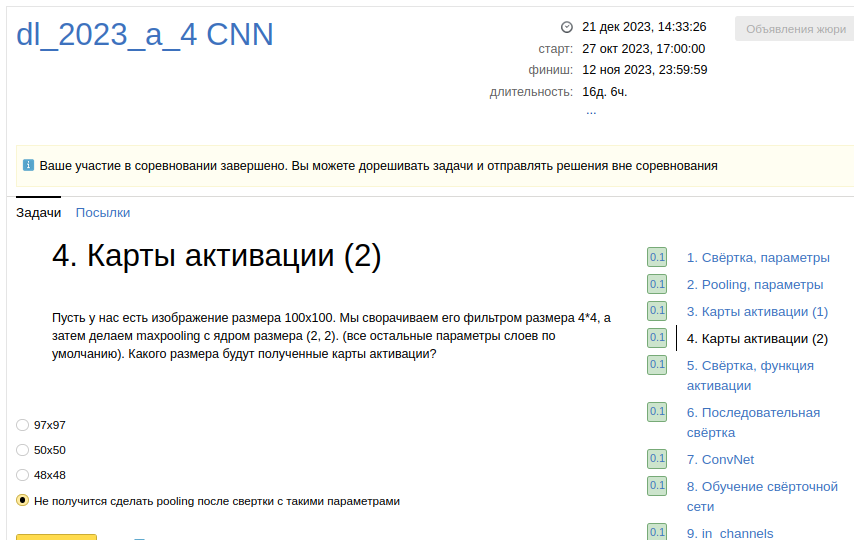 dl_2023_a_4 CNN
21 дек 2023, 14:33:26
Объявления жюри
старт: 27 окт 2023, 17:00:00
финиш: 12 ноя 2023, 23:59:59
длительность: 16д. 6ч.
...
Ваше участие в соревновании завершено. Вы можете дорешивать задачи и отправлять решения вне соревнования
Задачи Посылки
4. Карты активации (2)
Пусть у нас есть изображение размера 100x100. Мы сворачиваем его фильтром размера 4*4, а
затем делаем maxpooling с ядром размера (2, 2). (все остальные параметры слоев по
умолчанию). Какого размера будут полученные карты активации?
97x97
50x50
48x48
Не получится сделать pooling после свертки с такими параметрами
0.1 1. Свёртка, параметры
0.1 2. Pooling, параметры
0.1 3. Карты активации (1)
0.1 4. Карты активации (2)
0.1 5. Свёртка, функция
активации
0.1 6. Последовательная
свёртка
0.1 7. ConvNet
0.1 8. Обучение свёрточной
сети
0.1 9. in_channels